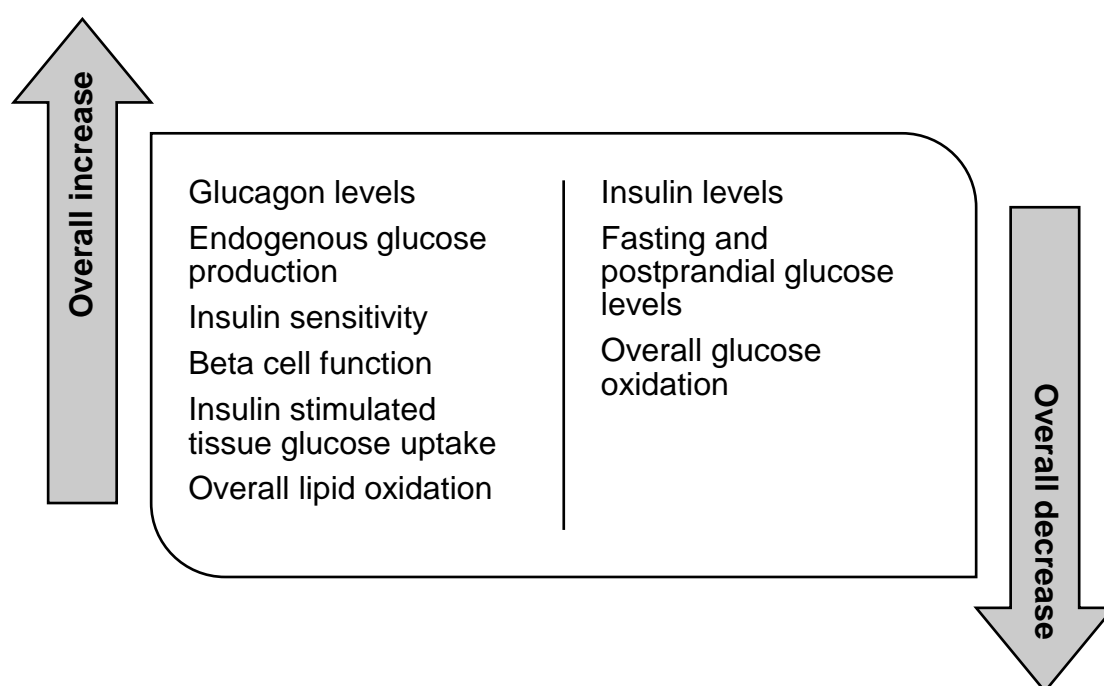 Overall increase
Glucagon levels
Endogenous glucose
production
Insulin sensitivity
Beta cell function
Insulin stimulated
tissue glucose uptake
Overall lipid oxidation
Insulin levels
Fasting and
postprandial glucose
levels
Overall glucose
oxidation
Overall decrease